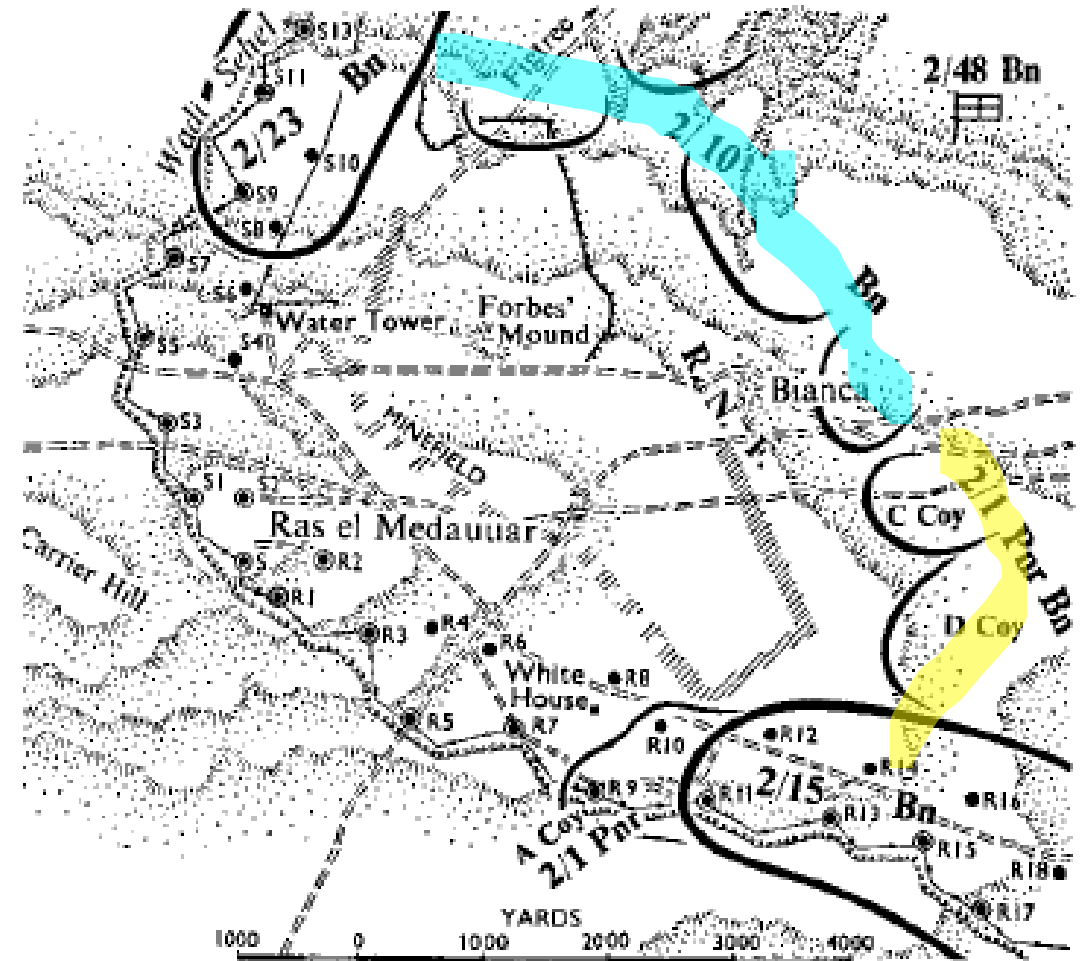 S13
Wadi Sehel
S11
Bn
Figtree
2/48 Bn
2/23
S10
2/10
S9
S8
S7
S6
Bn
Water Tower
Forbes'
Mound
S5
S4
R. N. F.
Bianca
S3
MINEFIELD
S1
S2
2/1 Pnr Bn
C Coy
Ras el Medauuar
Carrier Hill
R2
R1
R3
R4
D Coy
R6
White
House
R8
R5
R7
R10
R12
R9
R11
2/15
Bn
R16
R13
A Coy
2/1 Pnr
R15
R18
R17
YARDS
1000 0 1000 2000 3000 4000